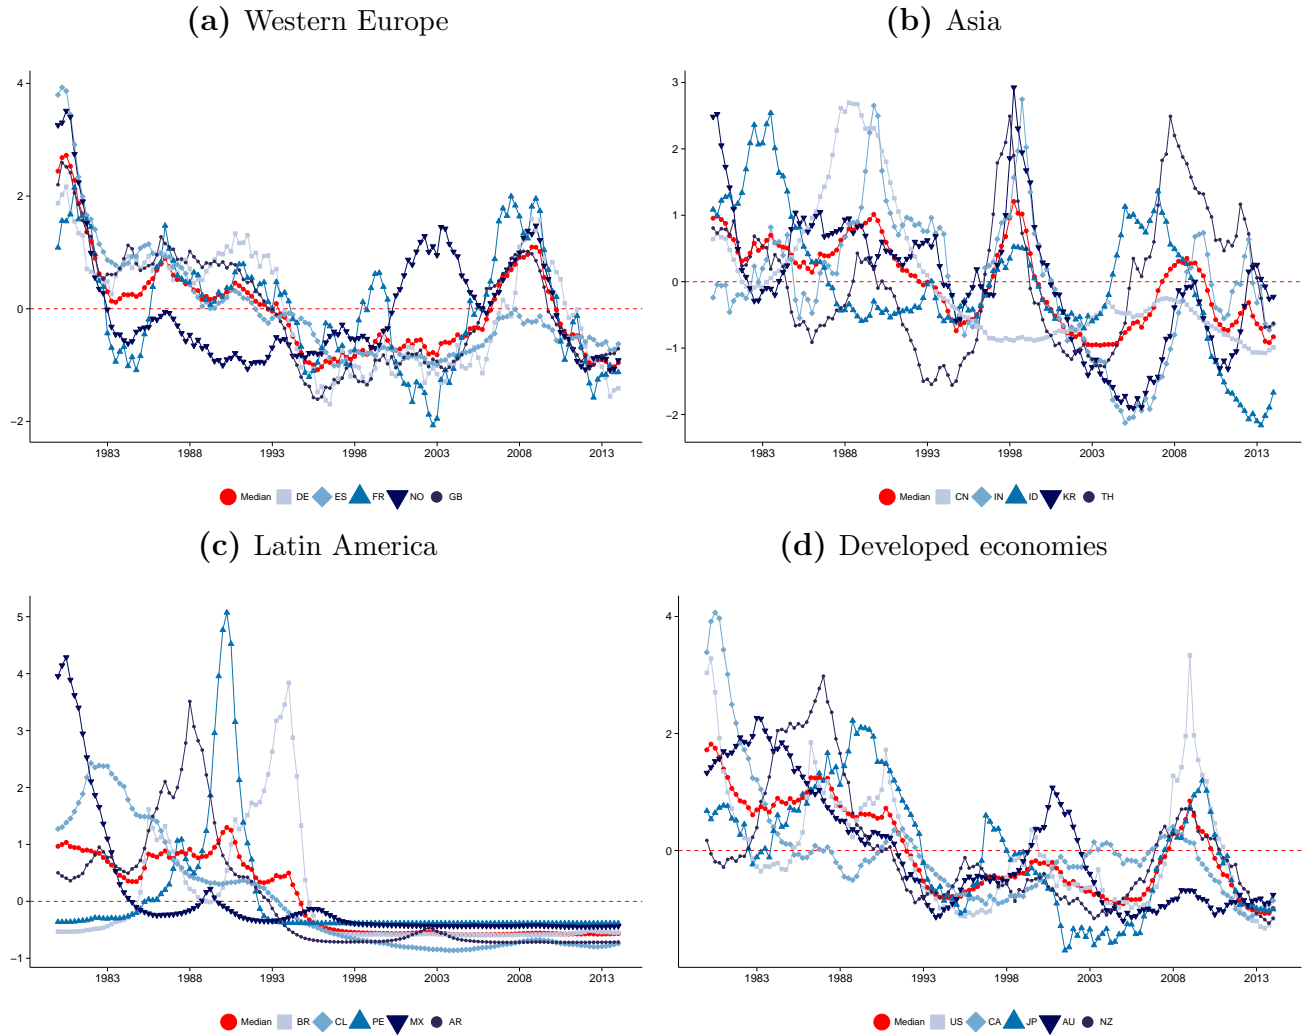 (a) Western Europe
4
2
0
−2
1983 1988 1993 1998 2003 2008 2013
Median DE ES FR NO GB
(b) Asia
3
2
1
0
−1
−2
1983 1988 1993 1998 2003 2008 2013
Median CN IN ID KR TH
(c) Latin America
5
4
3
2
1
0
−1
1983 1988 1993 1998 2003 2008 2013
Median BR CL PE MX AR
(d) Developed economies
4
2
0
1983 1988 1993 1998 2003 2008 2013
Median US CA JP AU NZ